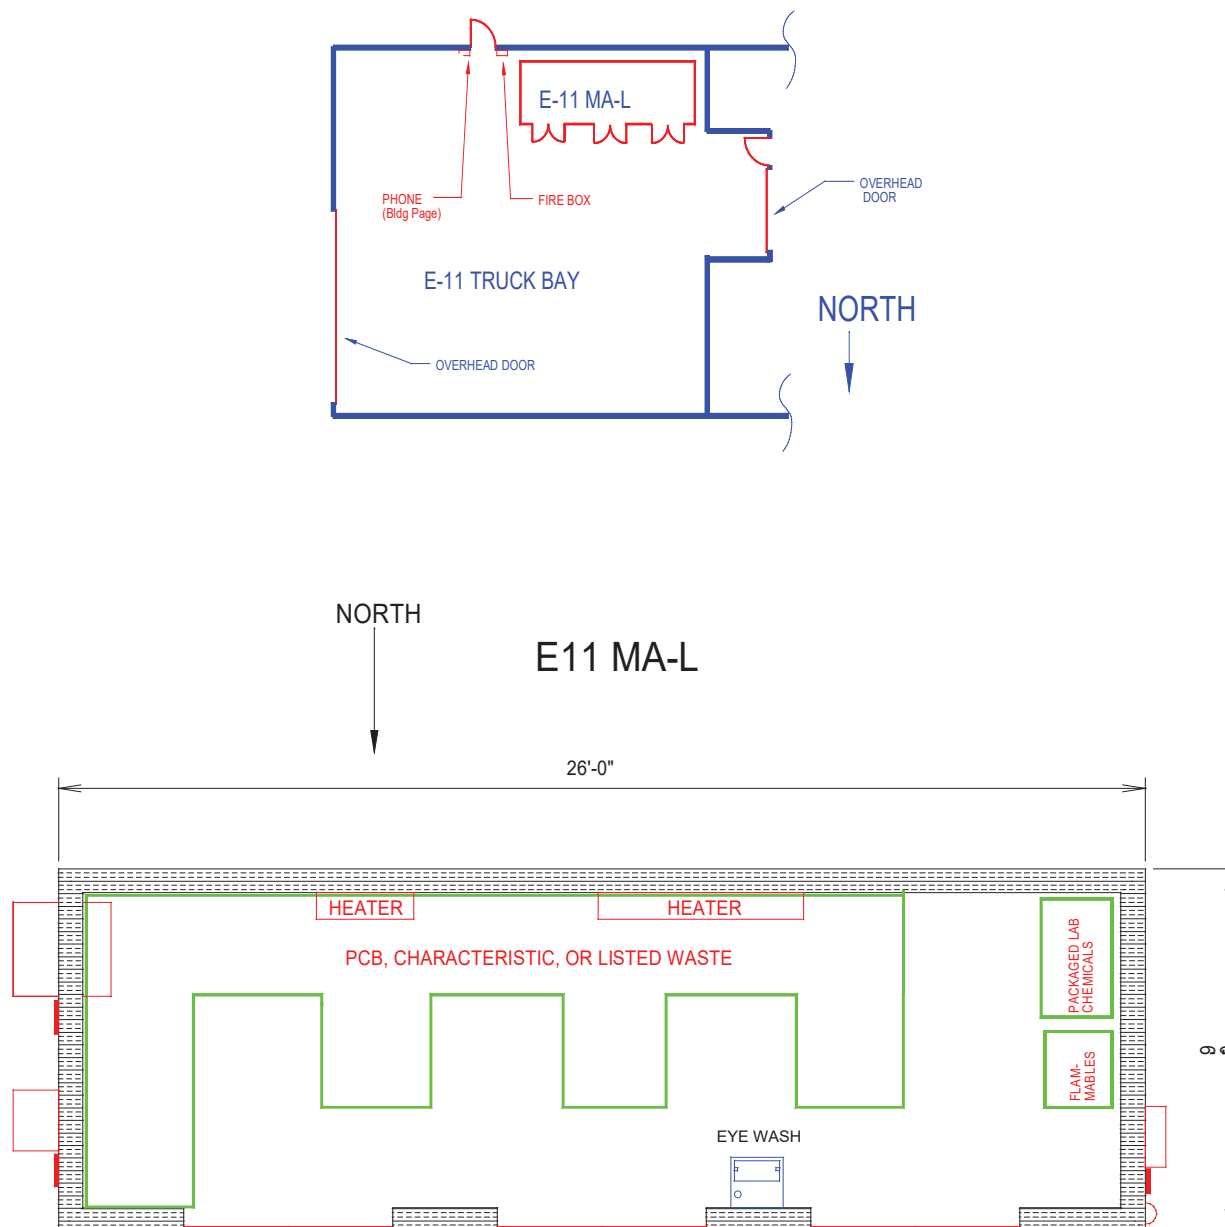 E-11 MA-L
PHONE
(Bldg Page)
FIRE BOX
OVERHEAD
DOOR
E-11 TRUCK BAY
NORTH
OVERHEAD DOOR
NORTH
E11 MA-L
26'-0"
HEATER
HEATER
PCB, CHARACTERISTIC, OR LISTED WASTE
PACKAGED LAB
CHEMICALS
FLAM-
MABLES
EYE WASH